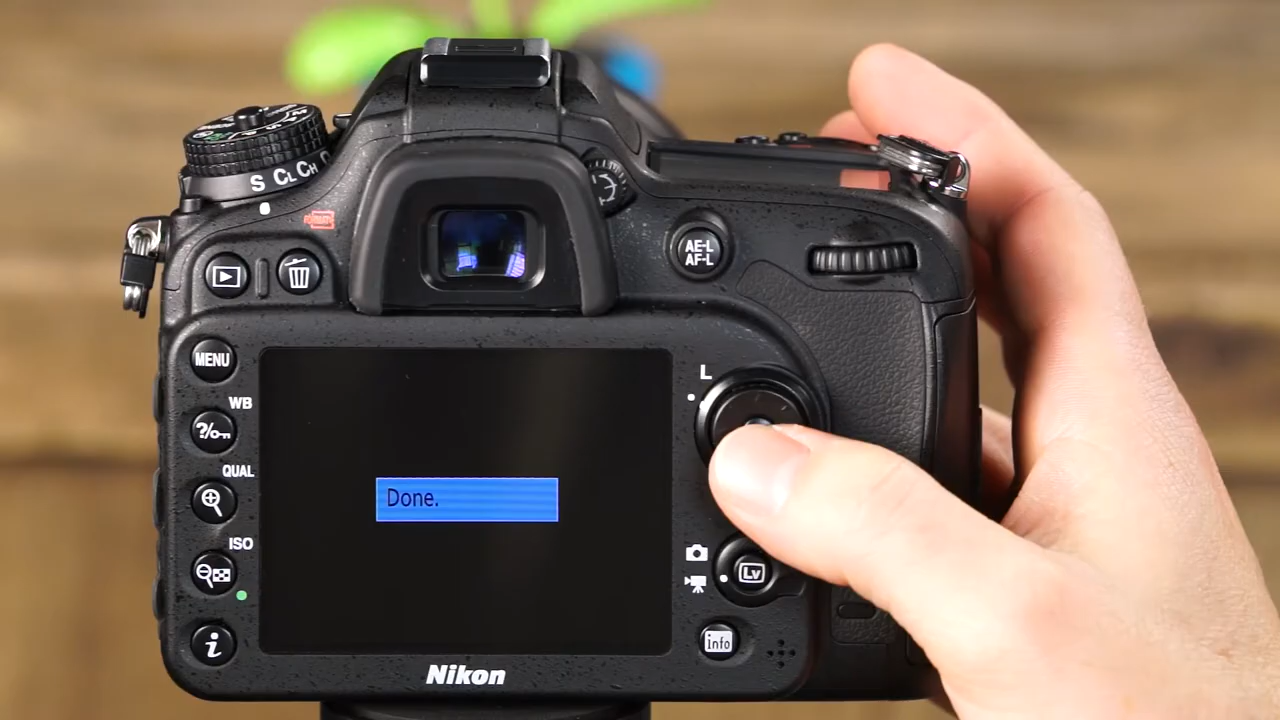 S CL CH
AE-L
AF-L
MENU
WB
?
QUAL
ISO
i
L
Done.
Lv
info
Nikon